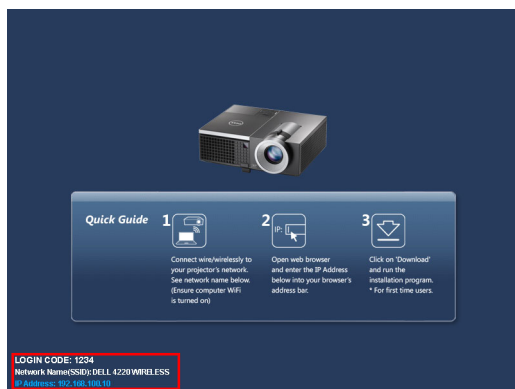 Quick Guide
1
Connect wire/wirelessly to
your projector's network.
See network name below.
(Ensure computer WiFi
is turned on)
2
IP:
Open web browser
and enter the IP Address
below into your browser's
address bar.
3
Click on 'Download'
and run the
installation program.
* For first time users.
LOGIN CODE: 1234
Network Name(SSID): DELL 4220 WIRELESS
IP Address: 192.168.100.10